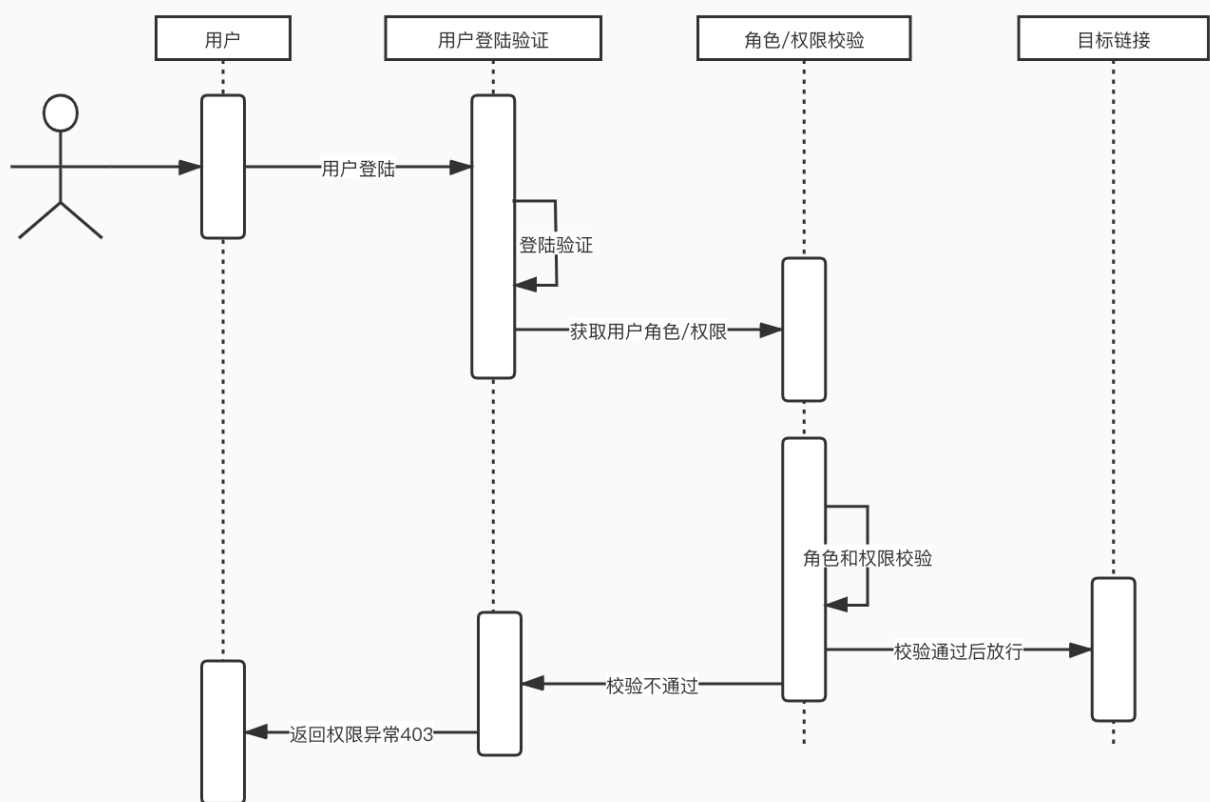 用户
用户登陆验证
角色/权限校验
目标链接
用户登陆
登陆验证
获取用户角色/权限
角色和权限校验
校验通过后放行
校验不通过
返回权限异常403